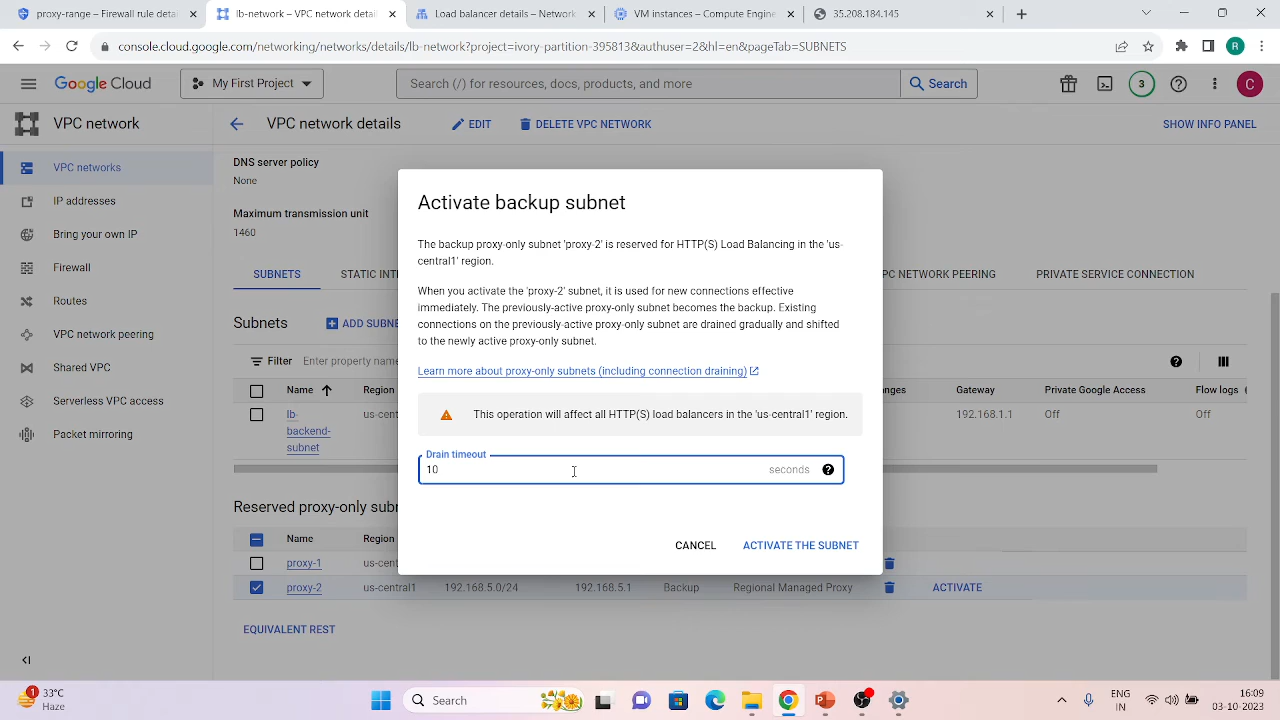 proxy-range – Firewall rule det
lb-network – VPC network detai
Load balancer details – Network
VM instances – Compute Engine
35.208.184.145
console.cloud.google.com/networking/networks/details/lb-network?project=ivory-partition-395813&authuser=2&hl=en&pageTab=SUBNETS
R
Google Cloud
My First Project
Search (/) for resources, docs, products, and more
Search
3
C
VPC network
VPC network details
EDIT
DELETE VPC NETWORK
SHOW INFO PANEL
VPC networks
IP addresses
Bring your own IP
Firewall
Routes
VPC network peering
Shared VPC
Serverless VPC access
Packet mirroring
DNS server policy
None
Maximum transmission unit
1460
SUBNETS
STATIC INT
PC NETWORK PEERING
PRIVATE SERVICE CONNECTION
Subnets
ADD SUBNE
Filter
Enter property name
Name
Region
nges
Gateway
Private Google Access
Flow logs
lb-
backend-
subnet
us-cent
192.168.1.1
Off
Off
Reserved proxy-only subn
Name
Region
proxy-1
us-cent
proxy-2
us-central1
192.168.5.0/24
192.168.5.1
Backup
Regional Managed Proxy
ACTIVATE
EQUIVALENT REST
Activate backup subnet
The backup proxy-only subnet 'proxy-2' is reserved for HTTP(S) Load Balancing in the 'us-
central1' region.
When you activate the 'proxy-2' subnet, it is used for new connections effective
immediately. The previously-active proxy-only subnet becomes the backup. Existing
connections on the previously-active proxy-only subnet are drained gradually and shifted
to the newly active proxy-only subnet.
Learn more about proxy-only subnets (including connection draining)
This operation will affect all HTTP(S) load balancers in the 'us-central1' region.
Drain timeout
10
seconds
CANCEL
ACTIVATE THE SUBNET
1
33°C
Haze
Search
ENG
IN
16:09
03-10-2023